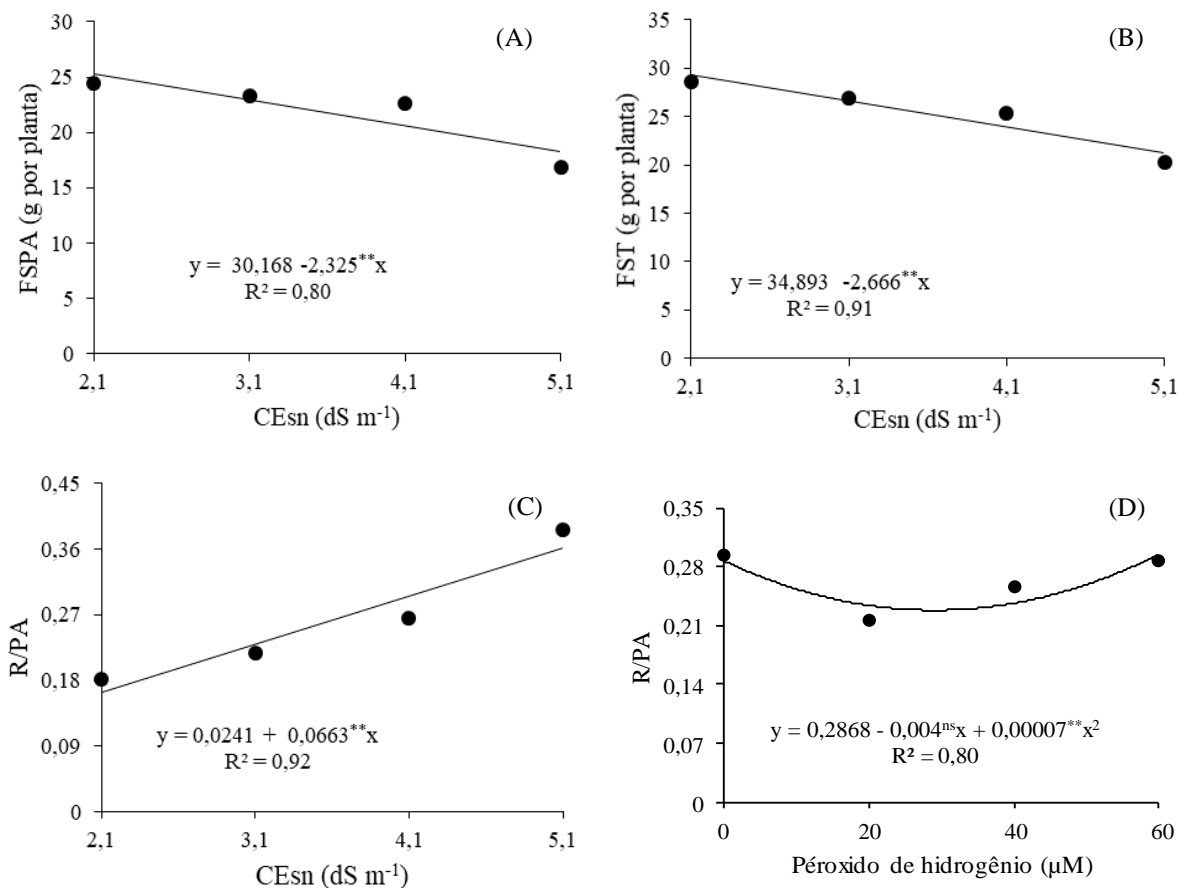 (A)
30
25
20
15
10
5
0
FSPA (g por planta)
y = 30,168 -2,325**x
R² = 0,80
2,1 3,1 4,1 5,1
CEsn (dS m⁻¹)
(B)
35
30
25
20
15
10
5
0
FST (g por planta)
y = 34,893 -2,666**x
R² = 0,91
2,1 3,1 4,1 5,1
CEsn (dS m⁻¹)
(C)
0,45
0,36
0,27
0,18
0,09
0
R/PA
y = 0,0241 + 0,0663**x
R² = 0,92
2,1 3,1 4,1 5,1
CEsn (dS m⁻¹)
(D)
0,35
0,28
0,21
0,14
0,07
0
R/PA
y = 0,2868 - 0,004ⁿˢx + 0,00007**x²
R² = 0,80
0 20 40 60
Péroxido de hidrogênio (µM)